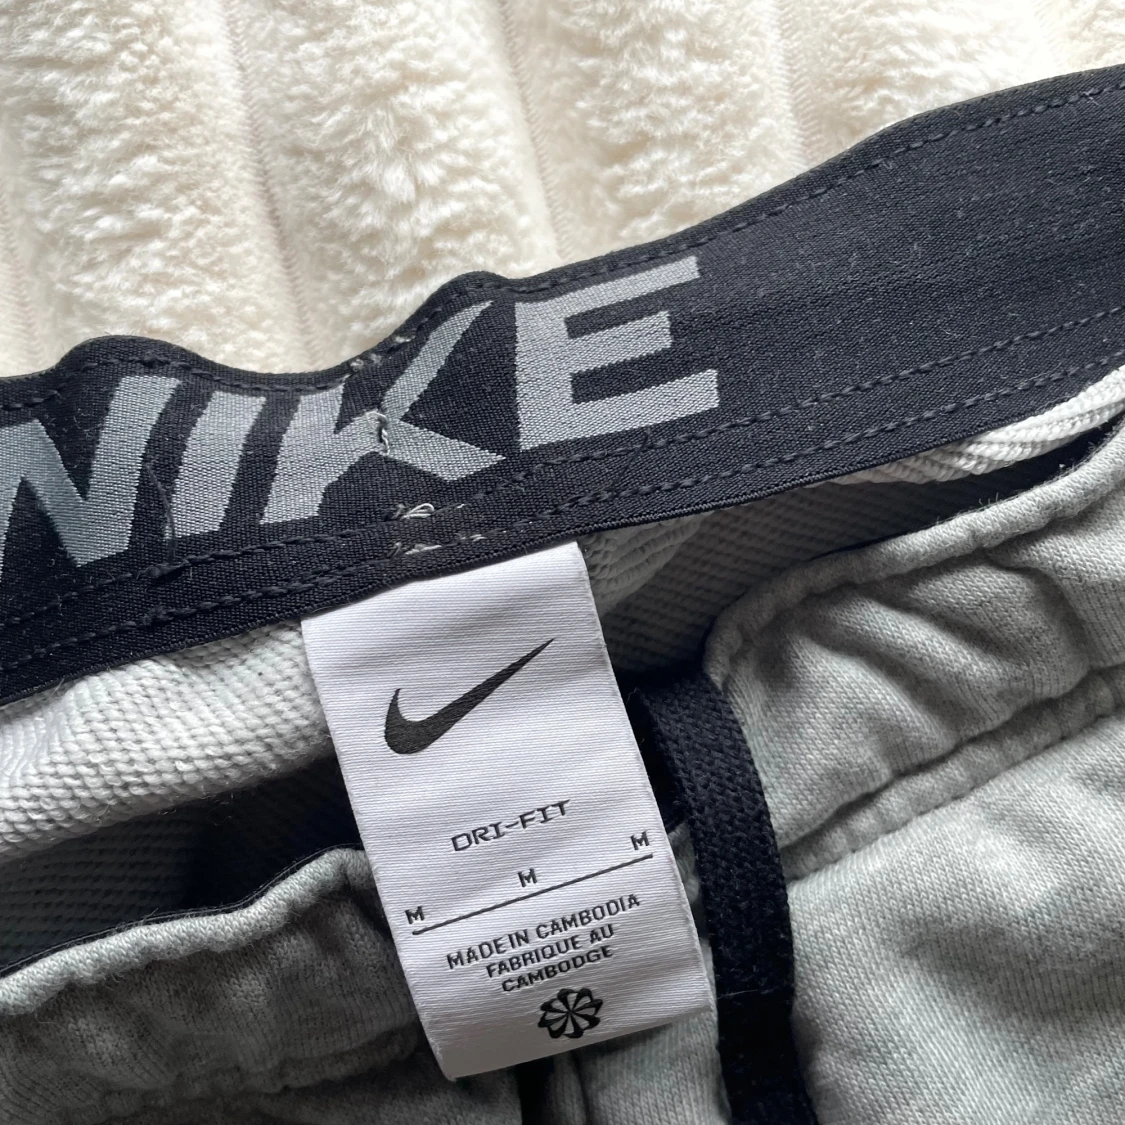 NIKE
DRI-FIT
M M M
MADE IN CAMBODIA
FABRIQUE AU
CAMBODGE